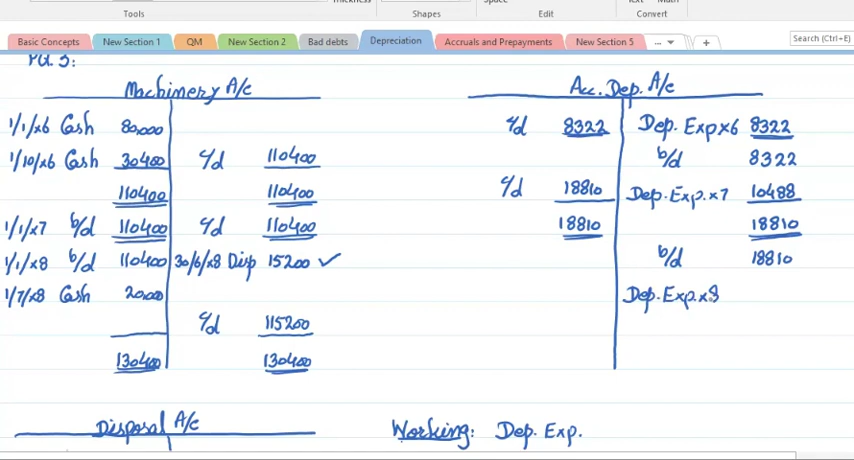 Tools
Shapes
Edit
Convert
Basic Concepts
New Section 1
QM
New Section 2
Bad debts
Depreciation
Accruals and Prepayments
New Section 5
...
+
Search (Ctrl+E)
Machinery A/c
1/1/x6 Cash 80,000
1/10/x6 Cash 30400 c/d 110400
110400 110400
1/1/x7 b/d 110400 c/d 110400
1/1/x8 b/d 110400 30/6/x8 Disp 15200 ✓
1/7/x8 Cash 20,000
c/d 115200
130400 130400
Acc. Dep. A/c
c/d 8322 Dep. Exp x6 8322
b/d 8322
c/d 18810 Dep. Exp. x7 10488
18810 18810
b/d 18810
Dep. Exp x8
Disposal A/c
Working: Dep. Exp.